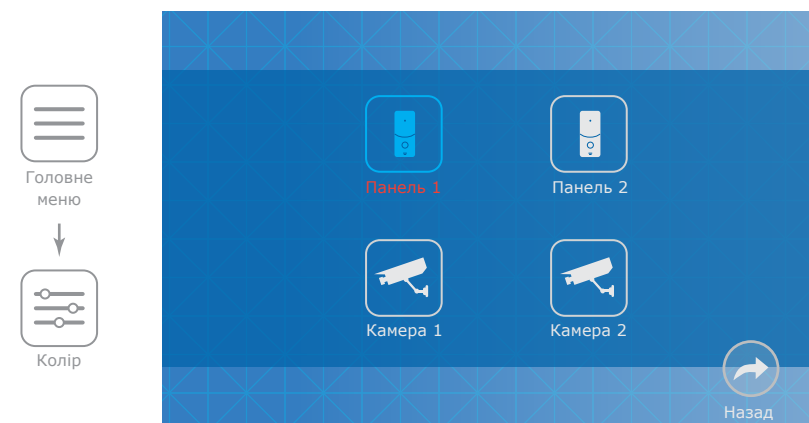 Головне
меню
Колір
Панель 1
Панель 2
Камера 1
Камера 2
Назад